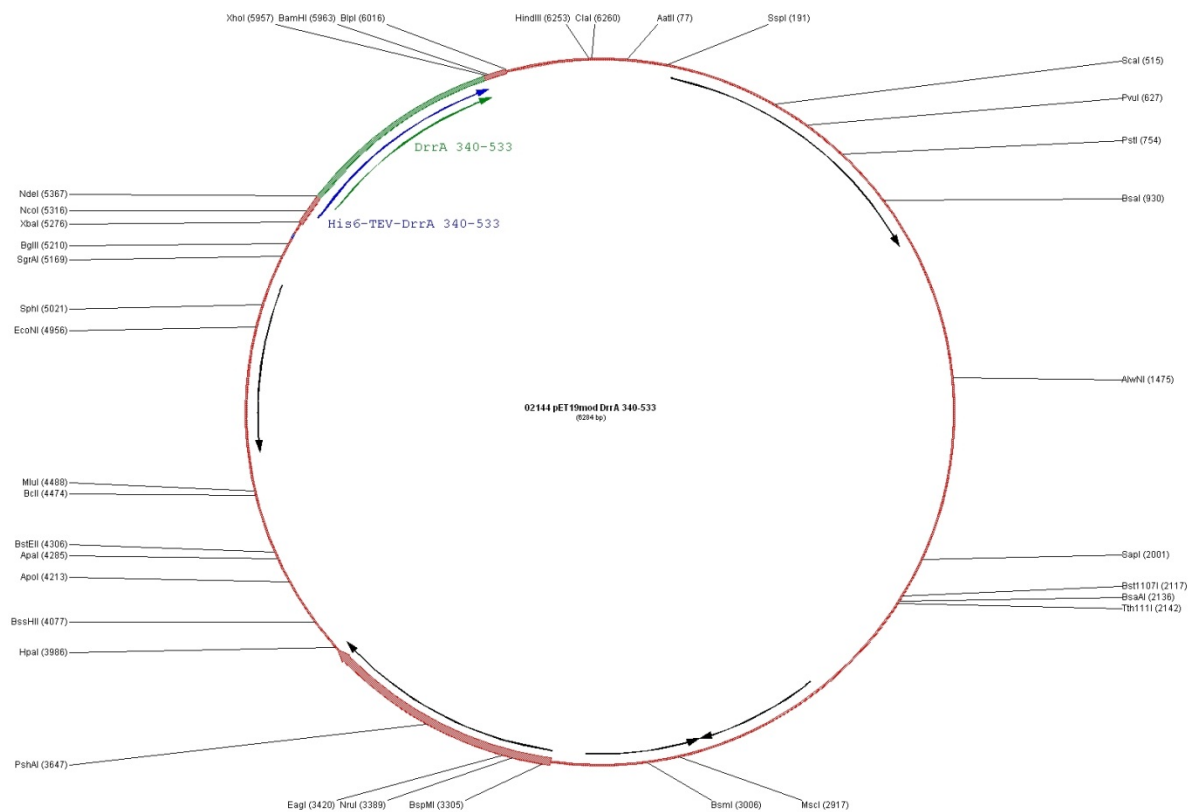 XhoI (5957)
BamHI (5963)
BlpI (6016)
HindIII (6253)
ClaI (6260)
AatII (77)
SspI (191)
ScaI (515)
PvuI (627)
PstI (754)
BsaI (930)
AlwNI (1475)
SapI (2001)
Bst1107I (2117)
BsaAI (2136)
Tth111I (2142)
MscI (2917)
BsmI (3006)
BspMI (3305)
NruI (3389)
EagI (3420)
PshAI (3647)
HpaI (3986)
BssHII (4077)
ApoI (4213)
ApaI (4285)
BstEII (4306)
BclI (4474)
MluI (4488)
EcoNI (4956)
SphI (5021)
SgrAI (5169)
BglII (5210)
XbaI (5276)
NcoI (5316)
NdeI (5367)
DrrA 340-533
His6-TEV-DrrA 340-533
02144 pET19mod DrrA 340-533
(6284 bp)